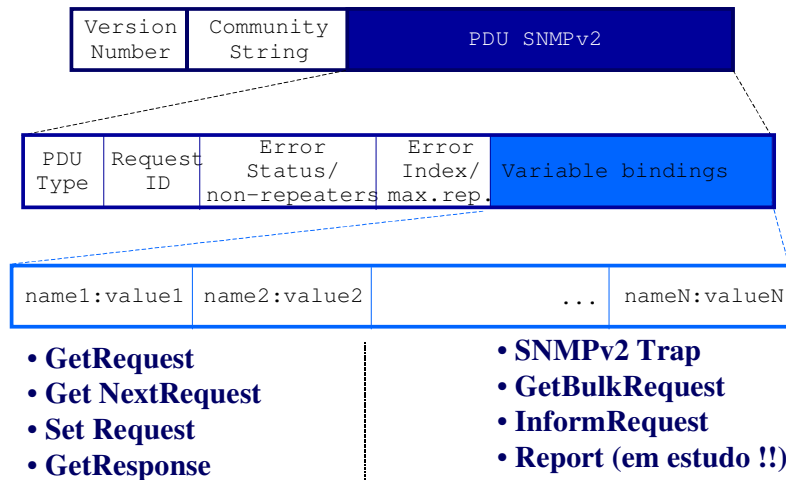 Version Number
Community String
PDU SNMPv2
PDU Type
Request ID
Error Status/ non-repeaters
Error Index/ max.rep.
Variable bindings
name1:value1
name2:value2
...
nameN:valueN
• GetRequest
• Get NextRequest
• Set Request
• GetResponse
• SNMPv2 Trap
• GetBulkRequest
• InformRequest
• Report (em estudo !!)